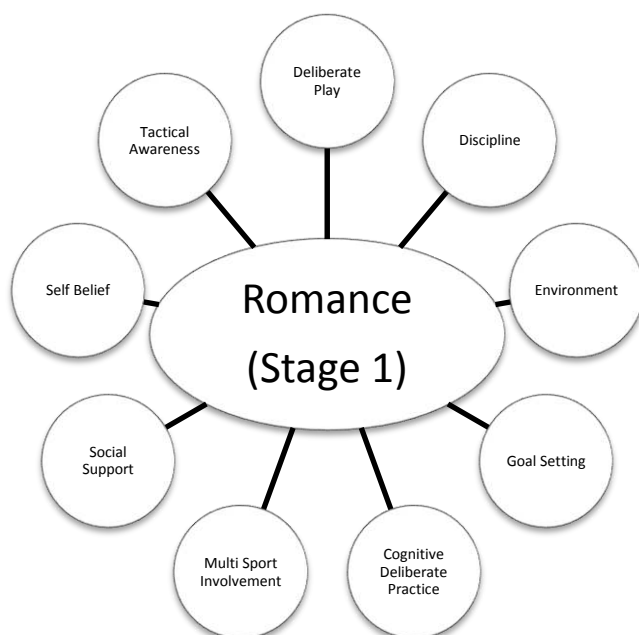 Deliberate
Play
Discipline
Environment
Goal Setting
Cognitive
Deliberate
Practice
Multi Sport
Involvement
Social
Support
Self Belief
Tactical
Awareness
Romance
(Stage 1)